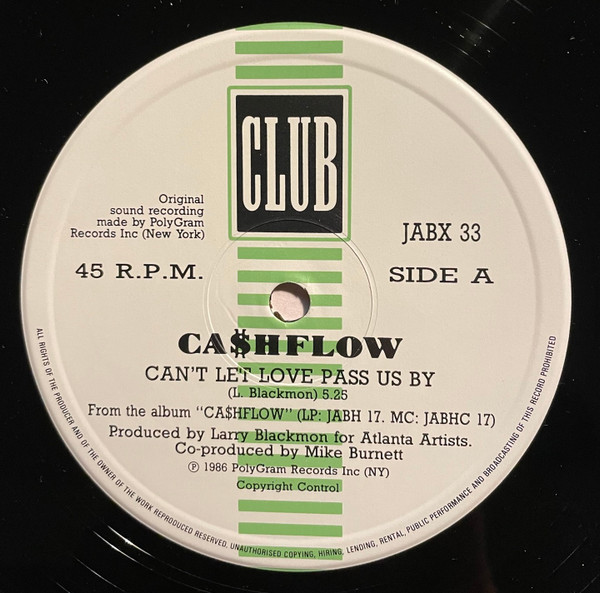 CLUB
Original
sound recording
made by PolyGram
Records Inc (New York)
JABX 33
45 R.P.M.
SIDE A
CA$HFLOW
CAN'T LET LOVE PASS US BY
(L. Blackmon) 5.25
From the album "CA$HFLOW" (LP: JABH 17. MC: JABHC 17)
Produced by Larry Blackmon for Atlanta Artists.
Co-produced by Mike Burnett
℗ 1986 PolyGram Records Inc (NY)
Copyright Control
ALL RIGHTS OF THE PRODUCER AND OF THE OWNER OF THE WORK REPRODUCED RESERVED. UNAUTHORISED COPYING, HIRING, LENDING, RENTAL, PUBLIC PERFORMANCE AND BROADCASTING OF THIS RECORD PROHIBITED